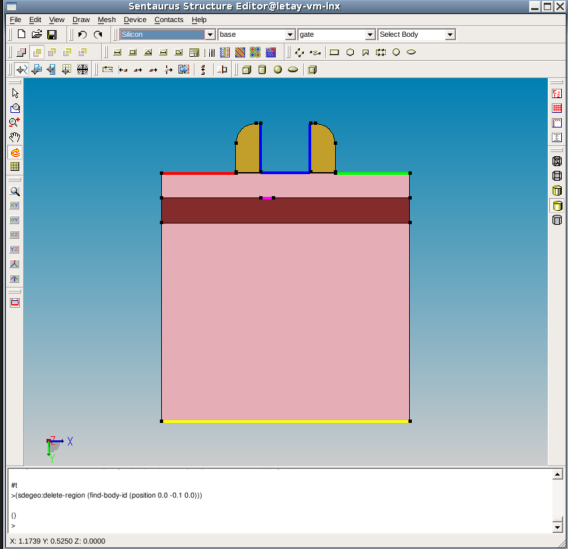 Sentaurus Structure Editor@letay-vm-lnx
File Edit View Draw Mesh Device Contacts Help
Silicon base gate Select Body
X
Y
#t
>(sdegeo:delete-region (find-body-id (position 0.0 -0.1 0.0)))
()
>
X: 1.1739 Y: 0.5250 Z: 0.0000